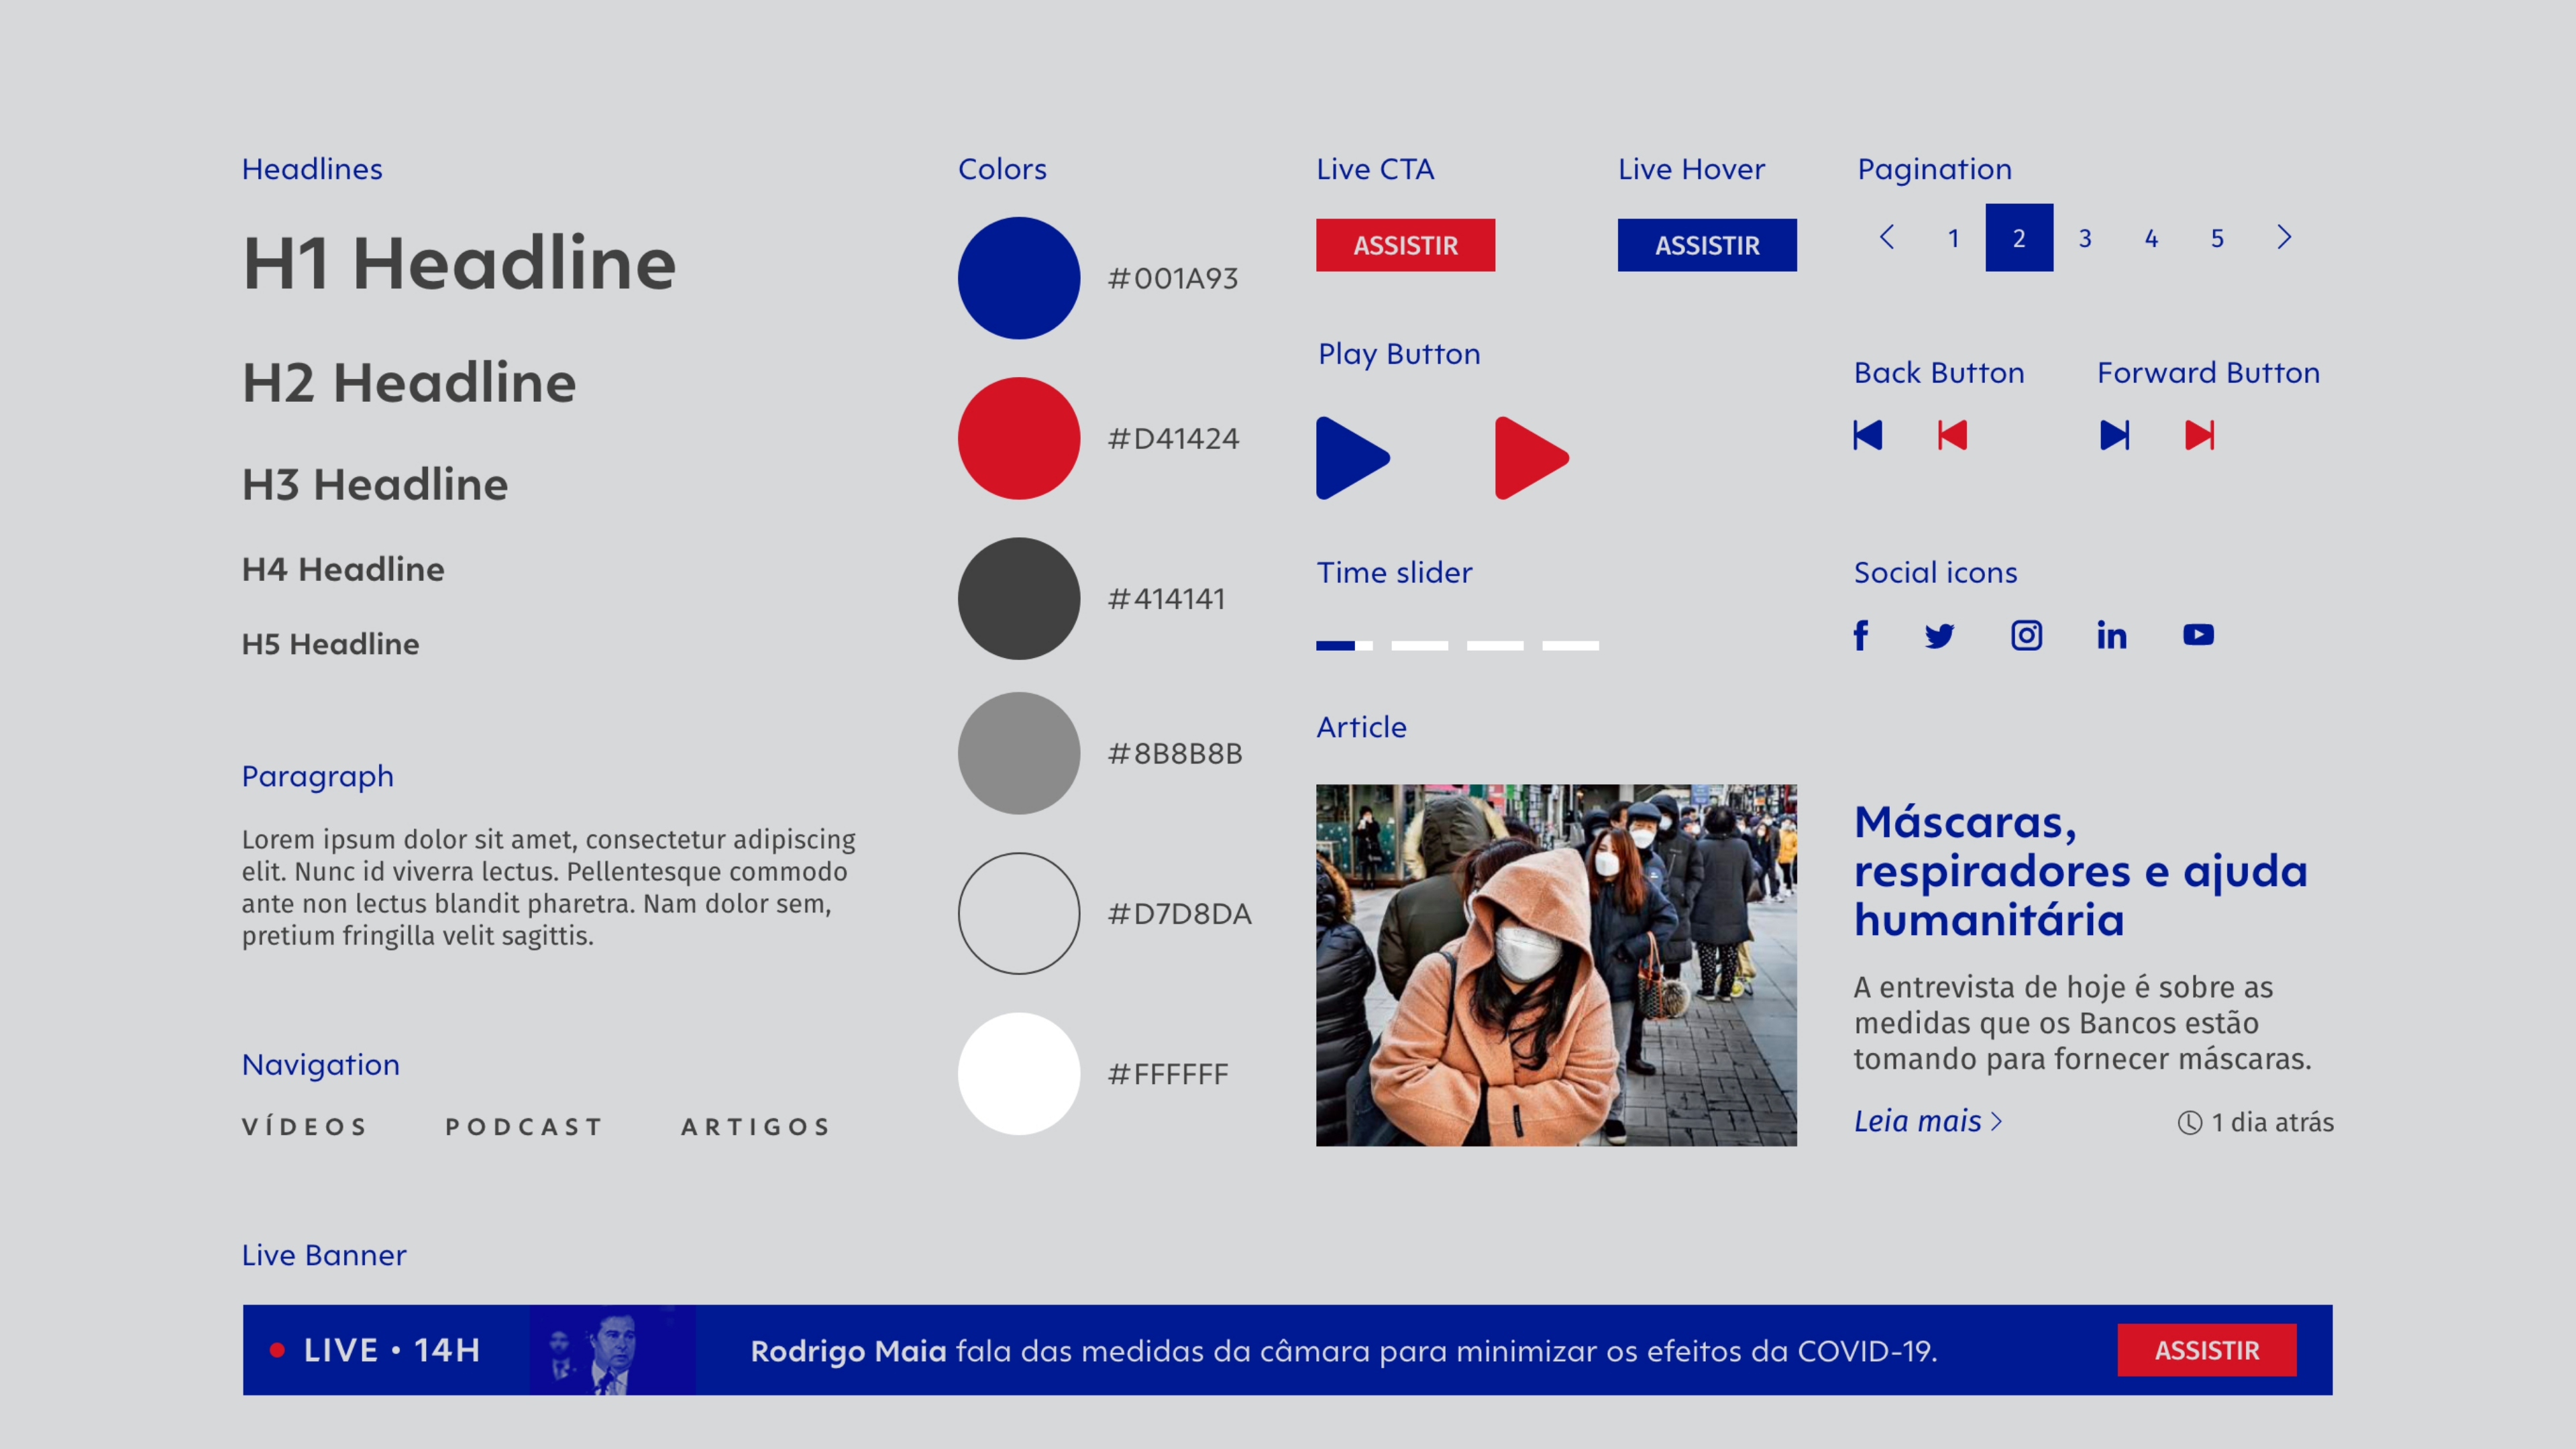 Headlines
H1 Headline
H2 Headline
H3 Headline
H4 Headline
H5 Headline
Paragraph
Lorem ipsum dolor sit amet, consectetur adipiscing
elit. Nunc id viverra lectus. Pellentesque commodo
ante non lectus blandit pharetra. Nam dolor sem,
pretium fringilla velit sagittis.
Navigation
VÍDEOS PODCAST ARTIGOS
Colors
#001A93
#D41424
#414141
#8B8B8B
#D7D8DA
#FFFFFF
Live CTA
ASSISTIR
Live Hover
ASSISTIR
Pagination
1 2 3 4 5
Play Button
Back Button
Forward Button
Time slider
Social icons
Article
Máscaras,
respiradores e ajuda
humanitária
A entrevista de hoje é sobre as
medidas que os Bancos estão
tomando para fornecer máscaras.
Leia mais >
1 dia atrás
Live Banner
LIVE • 14H
Rodrigo Maia fala das medidas da câmara para minimizar os efeitos da COVID-19.
ASSISTIR